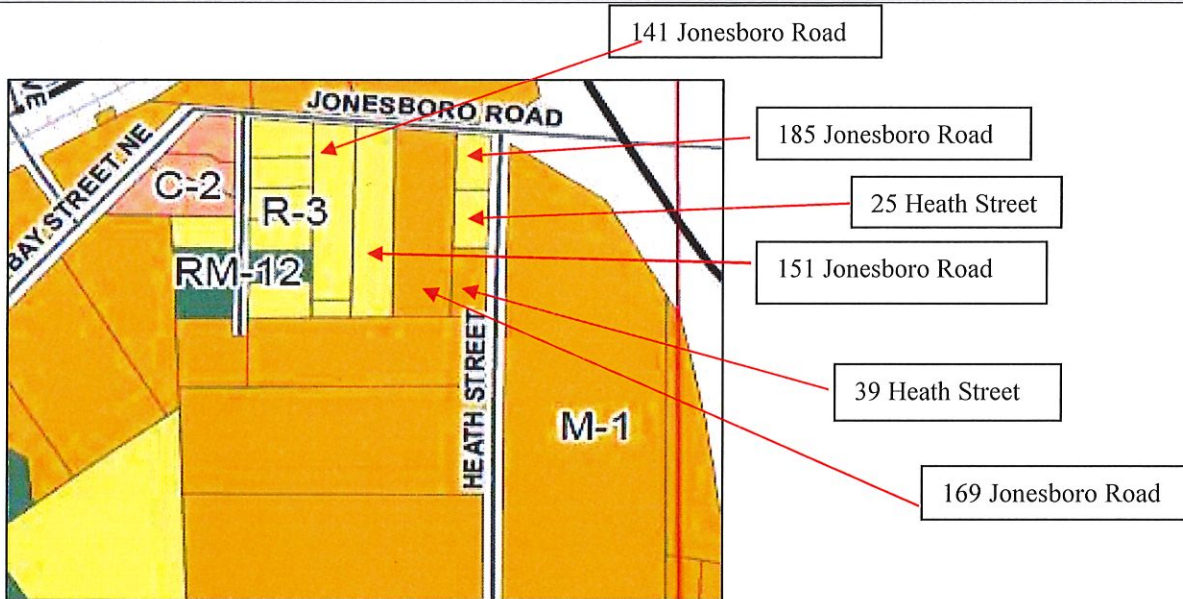 141 Jonesboro Road
JONESBORO ROAD
185 Jonesboro Road
BAY STREET NE
C-2
R-3
25 Heath Street
RM-12
151 Jonesboro Road
HEATH STREET
39 Heath Street
M-1
169 Jonesboro Road